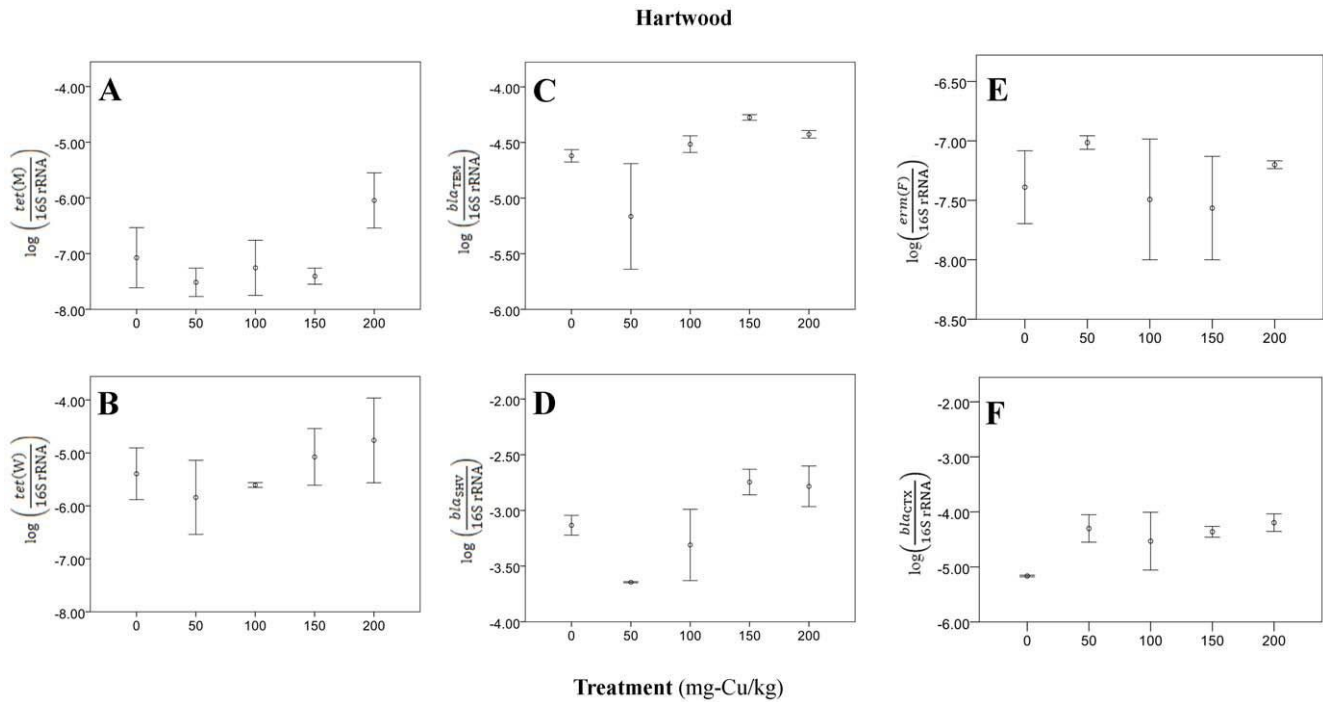 Hartwood
A
log (tet(M) / 16S rRNA)
-4.00
-5.00
-6.00
-7.00
-8.00
0 50 100 150 200
C
log (blaTEM / 16S rRNA)
-4.00
-4.50
-5.00
-5.50
-6.00
0 50 100 150 200
E
log (erm(F) / 16S rRNA)
-6.50
-7.00
-7.50
-8.00
-8.50
0 50 100 150 200
B
log (tet(W) / 16S rRNA)
-4.00
-5.00
-6.00
-7.00
-8.00
0 50 100 150 200
D
log (blaSHV / 16S rRNA)
-2.00
-2.50
-3.00
-3.50
-4.00
0 50 100 150 200
F
log (blaCTX / 16S rRNA)
-2.00
-4.00
-5.00
-6.00
0 50 100 150 200
Treatment (mg-Cu/kg)